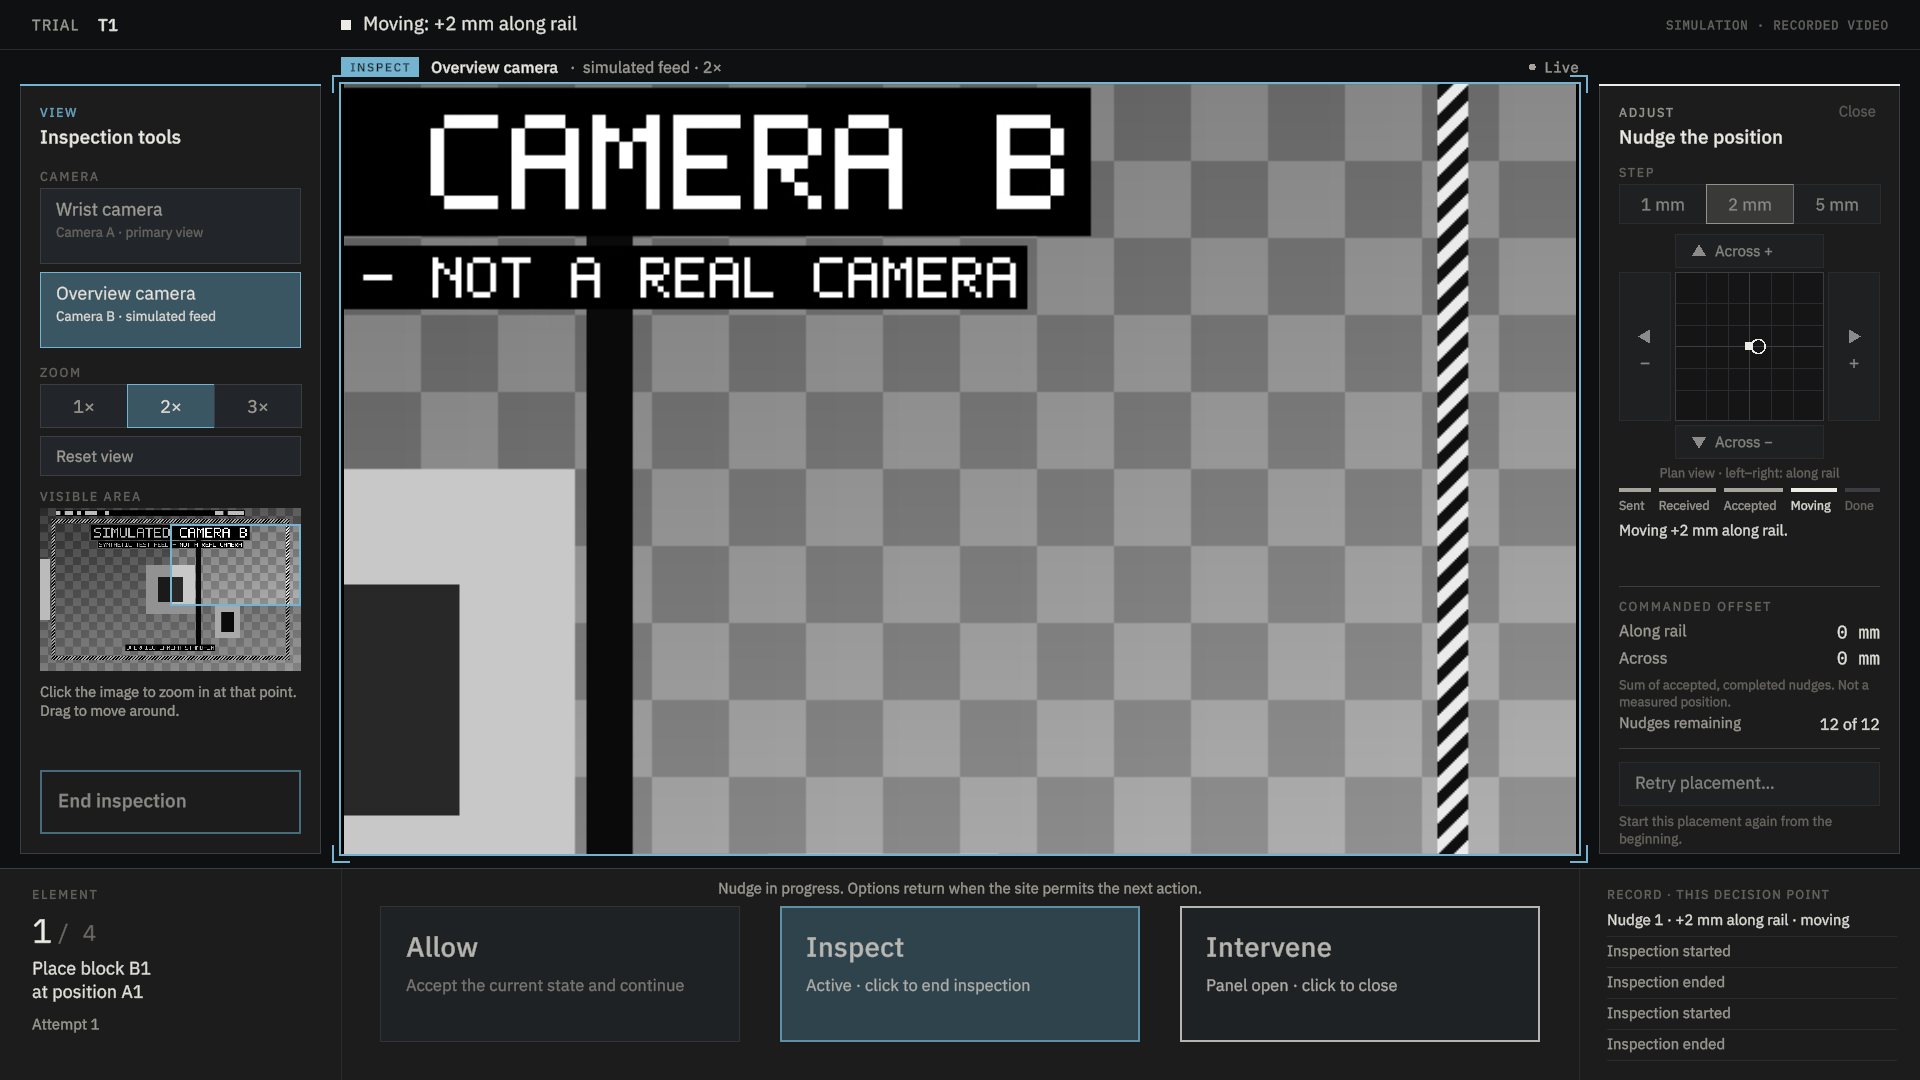 TRIAL T1
Moving: +2 mm along rail
SIMULATION · RECORDED VIDEO
INSPECT Overview camera · simulated feed · 2×
Live
VIEW
Inspection tools
CAMERA
Wrist camera
Camera A · primary view
Overview camera
Camera B · simulated feed
ZOOM
1× 2× 3×
Reset view
VISIBLE AREA
SIMULATED CAMERA B
SYNTHETIC TEST FEED - NOT A REAL CAMERA
Click the image to zoom in at that point.
Drag to move around.
End inspection
CAMERA B
- NOT A REAL CAMERA
ADJUST Close
Nudge the position
STEP
1 mm 2 mm 5 mm
▲ Across +
◀ −
▶ +
▼ Across −
Plan view · left–right: along rail
Sent Received Accepted Moving Done
Moving +2 mm along rail.
COMMANDED OFFSET
Along rail 0 mm
Across 0 mm
Sum of accepted, completed nudges. Not a
measured position.
Nudges remaining 12 of 12
Retry placement...
Start this placement again from the
beginning.
ELEMENT
1 / 4
Place block B1
at position A1
Attempt 1
Nudge in progress. Options return when the site permits the next action.
Allow
Accept the current state and continue
Inspect
Active · click to end inspection
Intervene
Panel open · click to close
RECORD · THIS DECISION POINT
Nudge 1 · +2 mm along rail · moving
Inspection started
Inspection ended
Inspection started
Inspection ended